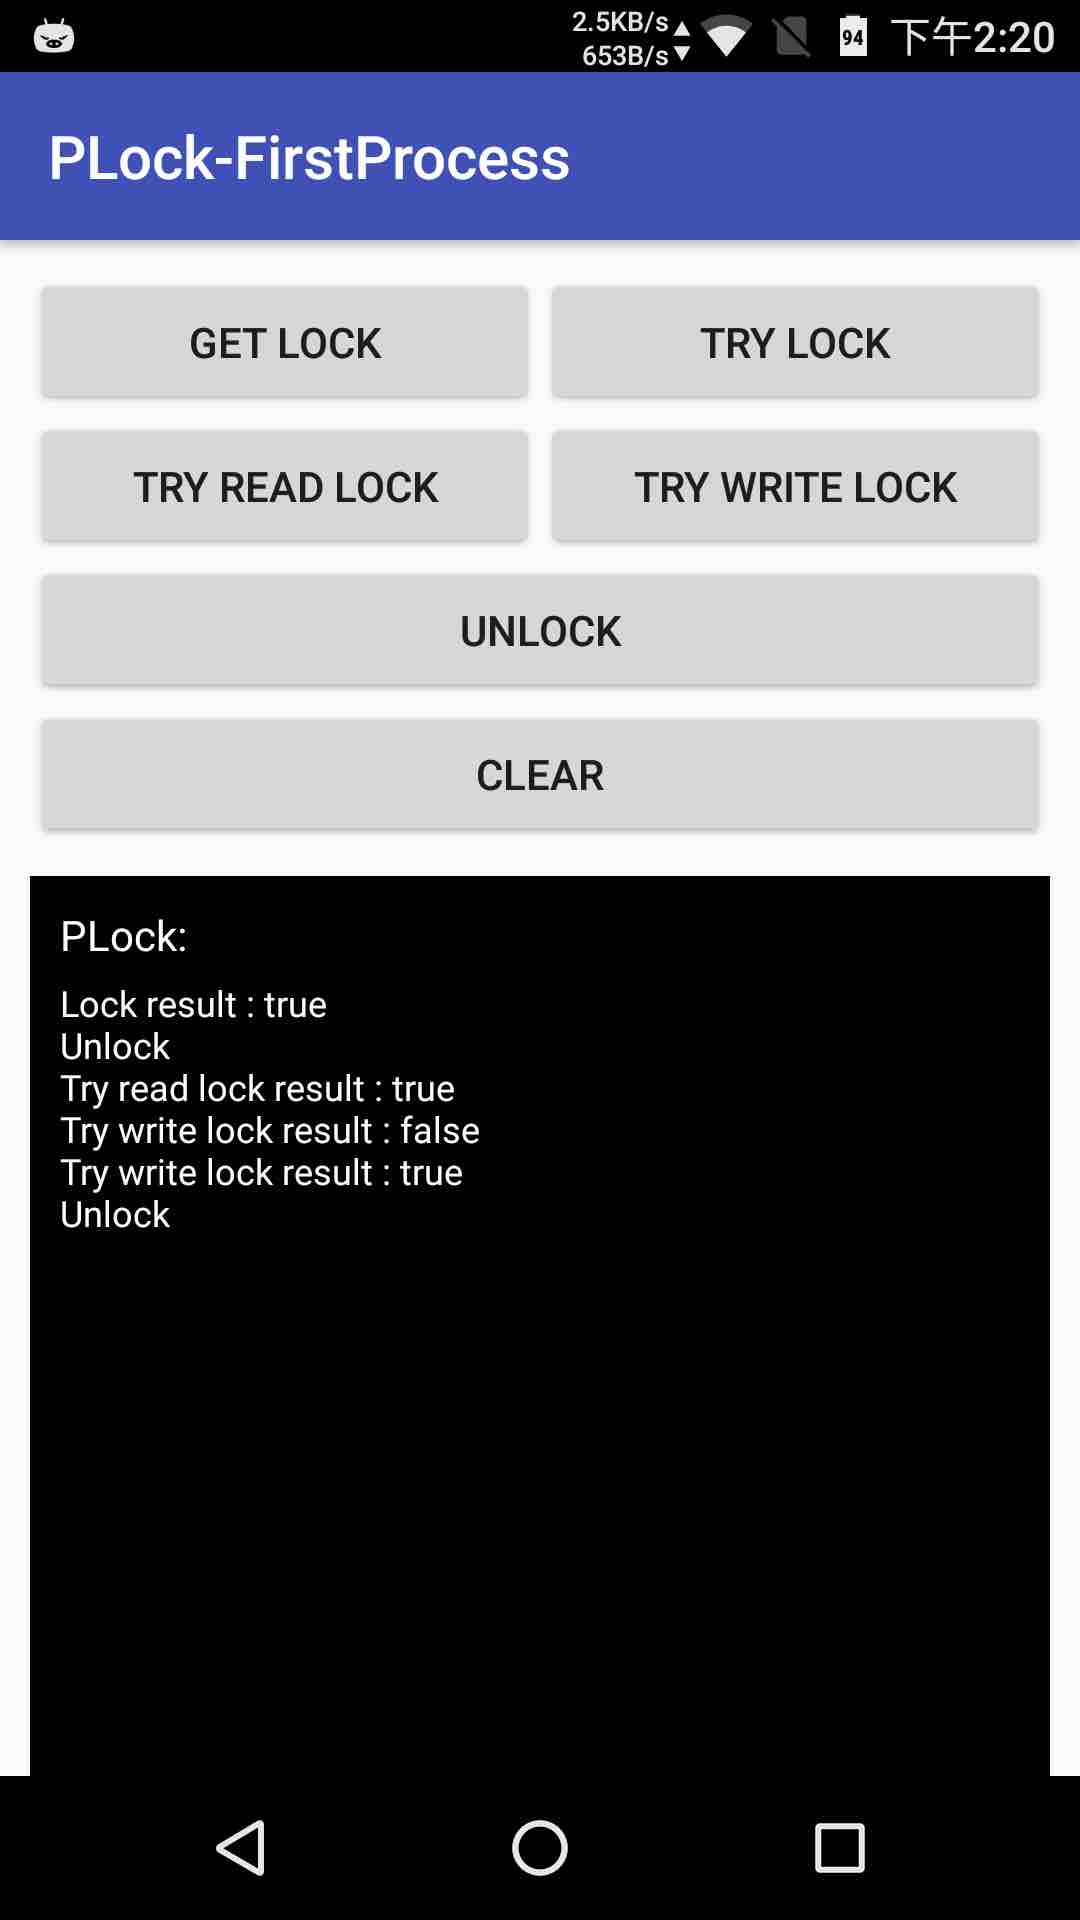 2.5KB/s
653B/s
94
下午2:20
PLock-FirstProcess
GET LOCK
TRY LOCK
TRY READ LOCK
TRY WRITE LOCK
UNLOCK
CLEAR
PLock:
Lock result : true
Unlock
Try read lock result : true
Try write lock result : false
Try write lock result : true
Unlock